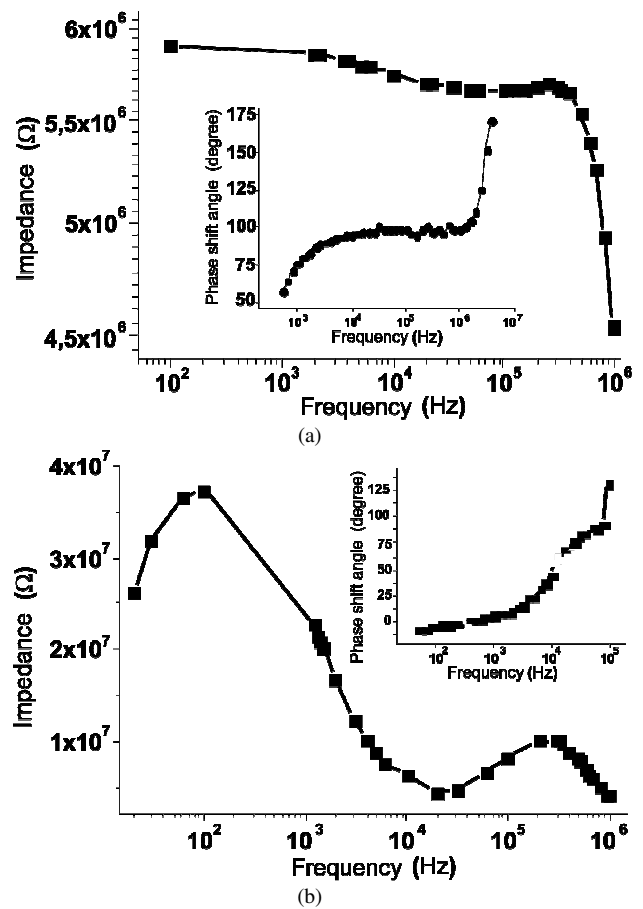 6x10⁶
5,5x10⁶
5x10⁶
4,5x10⁶
Impedance (Ω)
10² 10³ 10⁴ 10⁵ 10⁶
Frequency (Hz)
175
150
125
100
75
50
Phase shift angle (degree)
10³ 10⁴ 10⁵ 10⁶ 10⁷
Frequency (Hz)
(a)
4x10⁷
3x10⁷
2x10⁷
1x10⁷
Impedance (Ω)
10² 10³ 10⁴ 10⁵ 10⁶
Frequency (Hz)
125
100
75
50
25
0
Phase shift angle (degree)
10² 10³ 10⁴ 10⁵
Frequency (Hz)
(b)